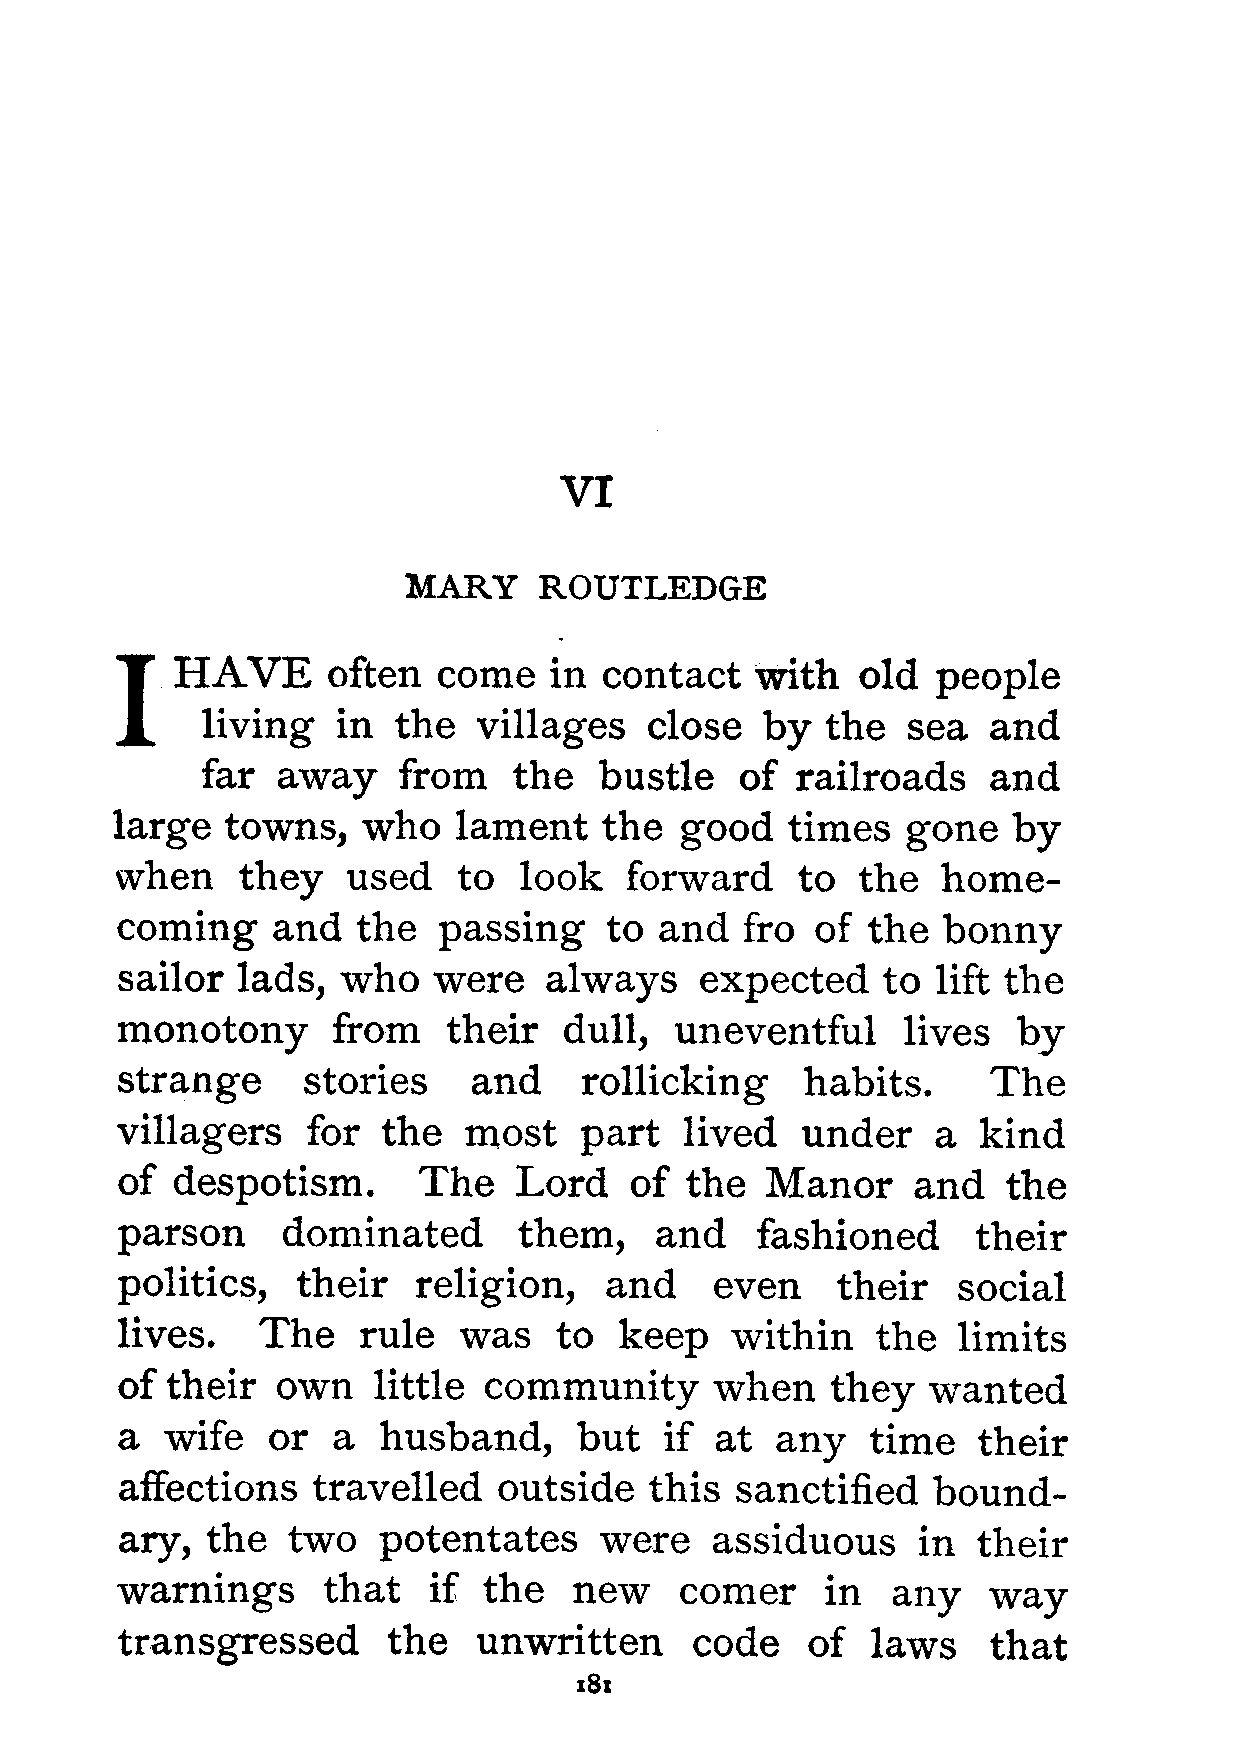 VI
MARY ROUTLEDGE
I HAVE often come in contact with old people
living in the villages close by the sea and
far away from the bustle of railroads and
large towns, who lament the good times gone by
when they used to look forward to the home-
coming and the passing to and fro of the bonny
sailor lads, who were always expected to lift the
monotony from their dull, uneventful lives by
strange stories and rollicking habits. The
villagers for the most part lived under a kind
of despotism. The Lord of the Manor and the
parson dominated them, and fashioned their
politics, their religion, and even their social
lives. The rule was to keep within the limits
of their own little community when they wanted
a wife or a husband, but if at any time their
affections travelled outside this sanctified bound-
ary, the two potentates were assiduous in their
warnings that if the new comer in any way
transgressed the unwritten code of laws that
181